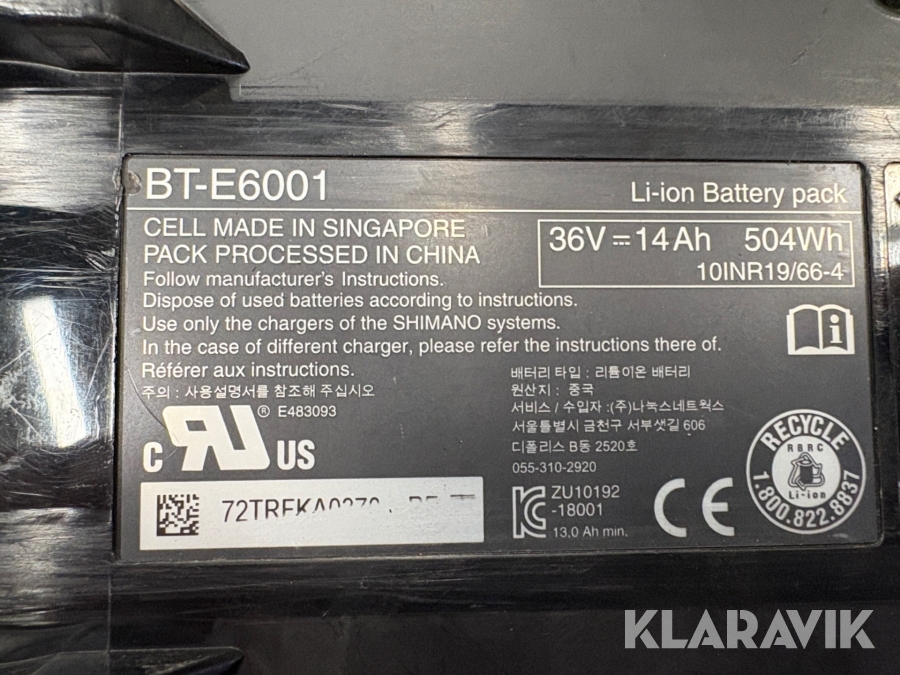 BT-E6001
Li-ion Battery pack
CELL MADE IN SINGAPORE
PACK PROCESSED IN CHINA
36V⎓14Ah 504Wh
10INR19/66-4
Follow manufacturer's Instructions.
Dispose of used batteries according to instructions.
Use only the chargers of the SHIMANO systems.
In the case of different charger, please refer the instructions there of.
Référer aux instructions.
주의 : 사용설명서를 참조해 주십시오
배터리 타입 : 리튬이온 배터리
원산지 : 중국
서비스 / 수입자 :(주)나눅스네트웍스
서울특별시 금천구 서부샛길 606
디폴리스 B동 2520호
055-310-2920
® E483093
C RU US
ZU10192
-18001
13,0 Ah min.
CE
RECYCLE
RBRC
Li-ion
1.800.822.8837
KLARAVIK